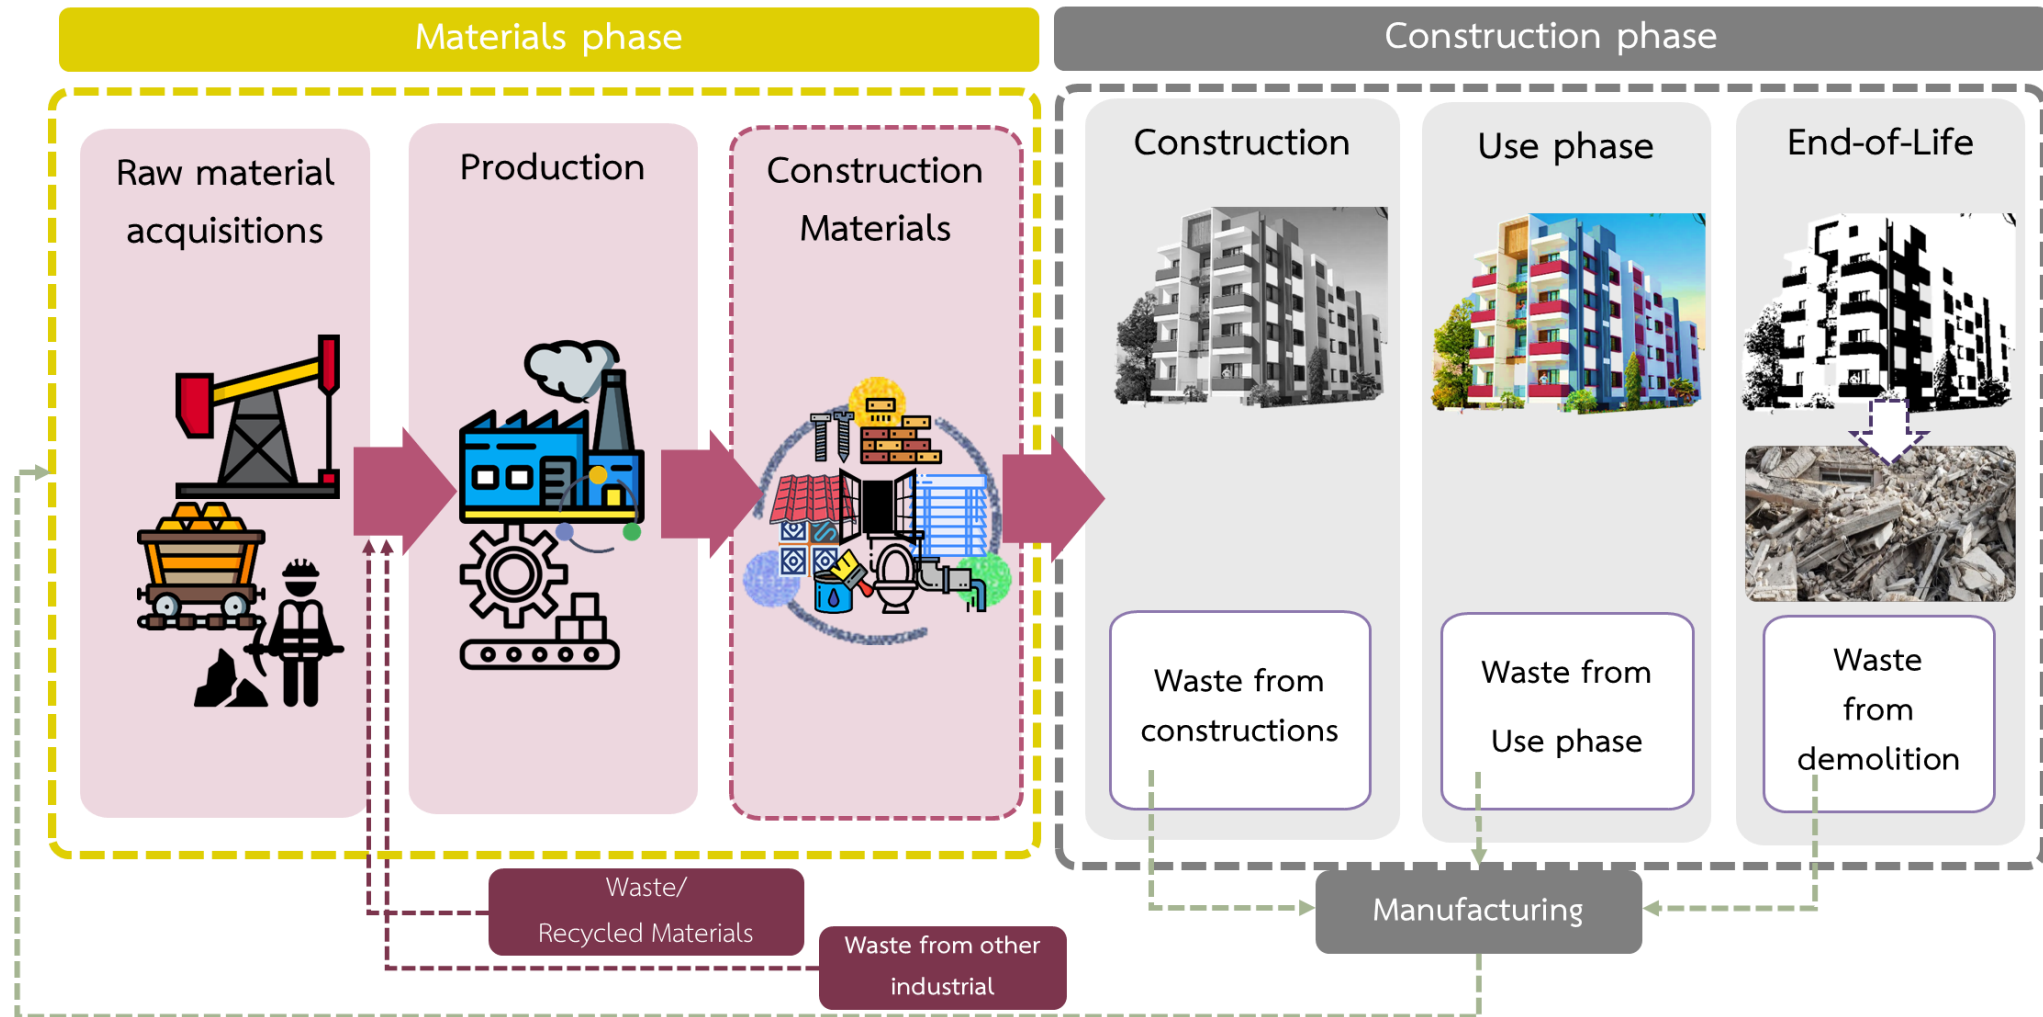 Materials phase
Construction phase
Raw material
acquisitions
Production
Construction
Materials
Construction
Use phase
End-of-Life
Waste from
constructions
Waste from
Use phase
Waste
from
demolition
Waste/
Recycled Materials
Waste from other
industrial
Manufacturing